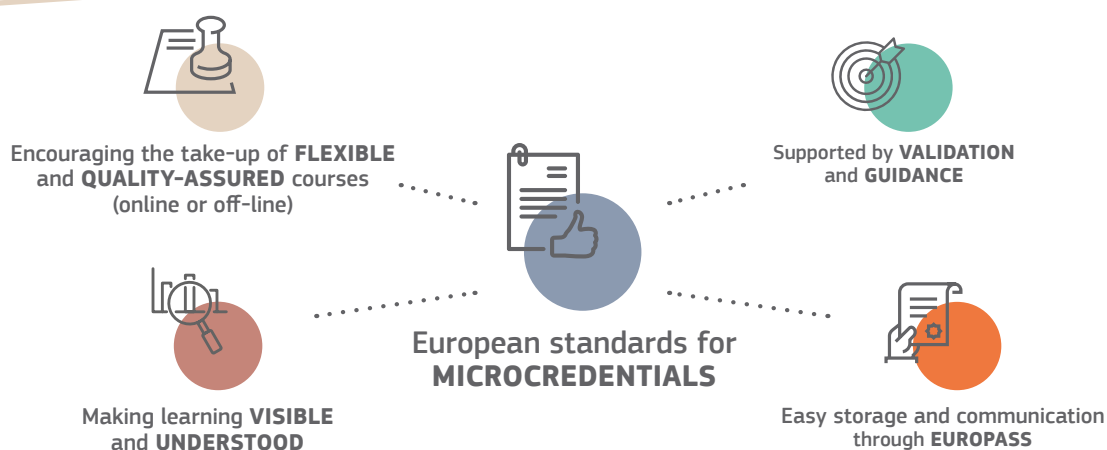 Encouraging the take-up of FLEXIBLE
and QUALITY-ASSURED courses
(online or off-line)
Supported by VALIDATION
and GUIDANCE
European standards for
MICROCREDENTIALS
Making learning VISIBLE
and UNDERSTOOD
Easy storage and communication
through EUROPASS